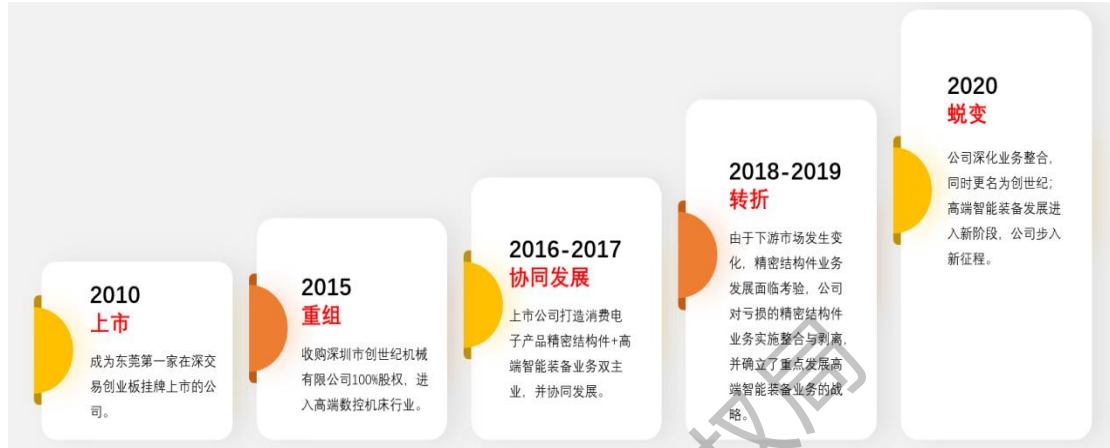 2010
上市
成为东莞第一家在深交
易创业板挂牌上市的公
司。
2015
重组
收购深圳市创世纪机械
有限公司100%股权，进
入高端数控机床行业。
2016-2017
协同发展
上市公司打造消费电
子产品精密结构件+高
端智能装备业务双主
业，并协同发展。
2018-2019
转折
由于下游市场发生变
化，精密结构件业务
发展面临考验，公司
对亏损的精密结构件
业务实施整合与剥离，
并确立了重点发展高
端智能装备业务的战
略。
2020
蜕变
公司深化业务整合，
同时更名为创世纪；
高端智能装备发展进
入新阶段，公司步入
新征程。
权局